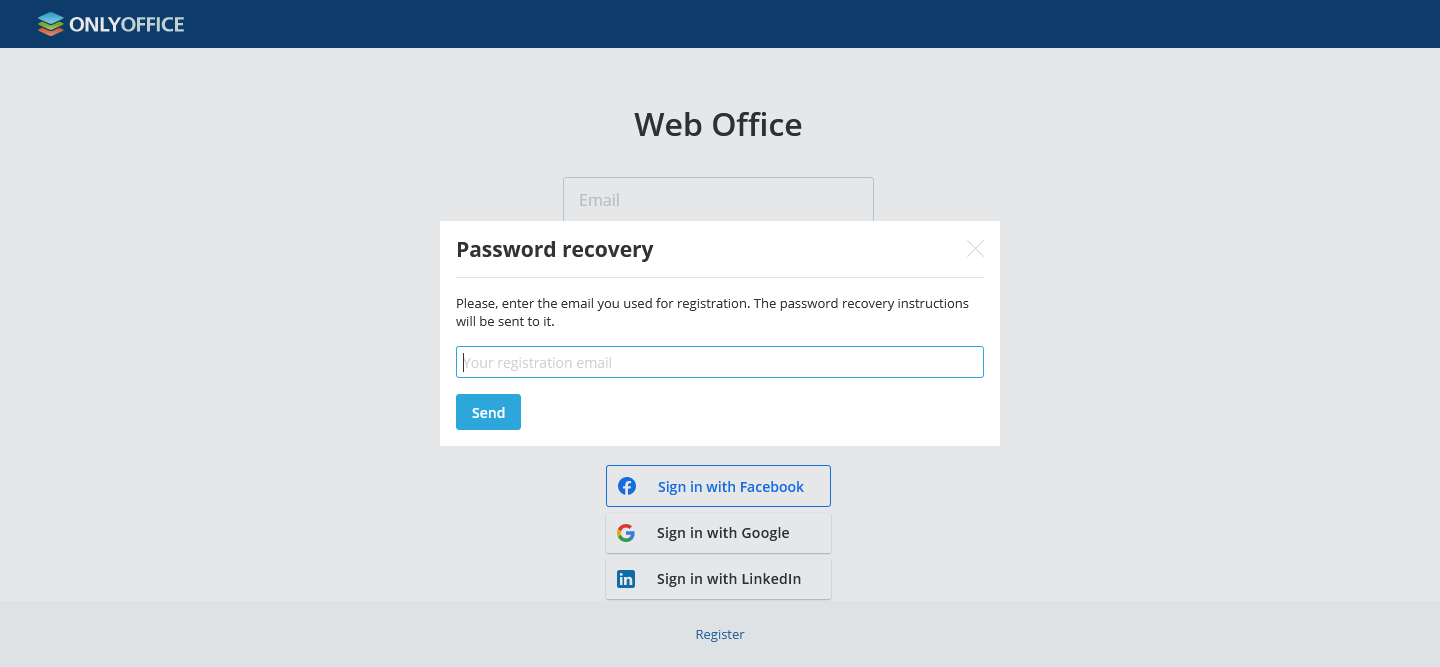 ONLYOFFICE
Web Office
Email
Password recovery
Please, enter the email you used for registration. The password recovery instructions
will be sent to it.
Your registration email
Send
Sign in with Facebook
Sign in with Google
Sign in with LinkedIn
Register